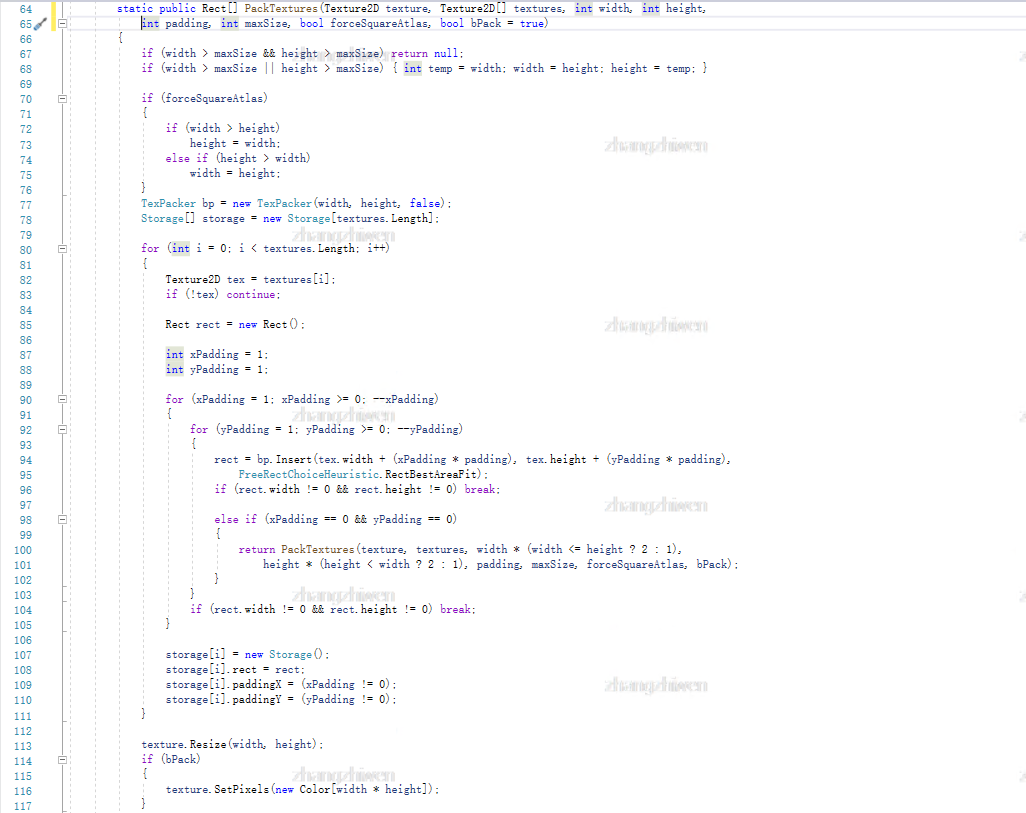 64 static public Rect[] PackTextures(Texture2D texture, Texture2D[] textures, int width, int height,
65 int padding, int maxSize, bool forceSquareAtlas, bool bPack = true)
66 {
67 if (width > maxSize && height > maxSize) return null;
68 if (width > maxSize || height > maxSize) { int temp = width; width = height; height = temp; }
69
70 if (forceSquareAtlas)
71 {
72 if (width > height)
73 height = width;
74 else if (height > width)
75 width = height;
76 }
77 TexPacker bp = new TexPacker(width, height, false);
78 Storage[] storage = new Storage[textures.Length];
79
80 for (int i = 0; i < textures.Length; i++)
81 {
82 Texture2D tex = textures[i];
83 if (!tex) continue;
84
85 Rect rect = new Rect();
86
87 int xPadding = 1;
88 int yPadding = 1;
89
90 for (xPadding = 1; xPadding >= 0; --xPadding)
91 {
92 for (yPadding = 1; yPadding >= 0; --yPadding)
93 {
94 rect = bp.Insert(tex.width + (xPadding * padding), tex.height + (yPadding * padding),
95 FreeRectChoiceHeuristic.RectBestAreaFit);
96 if (rect.width != 0 && rect.height != 0) break;
97
98 else if (xPadding == 0 && yPadding == 0)
99 {
100 return PackTextures(texture, textures, width * (width <= height ? 2 : 1),
101 height * (height < width ? 2 : 1), padding, maxSize, forceSquareAtlas, bPack);
102 }
103 }
104 if (rect.width != 0 && rect.height != 0) break;
105 }
106
107 storage[i] = new Storage();
108 storage[i].rect = rect;
109 storage[i].paddingX = (xPadding != 0);
110 storage[i].paddingY = (yPadding != 0);
111 }
112
113 texture.Resize(width, height);
114 if (bPack)
115 {
116 texture.SetPixels(new Color[width * height]);
117 }
zhangzhiwen
zhangzhiwen
zhangzhiwen
zhangzhiwen
zhangzhiwen
zhangzhiwen
zhangzhiwen
zhangzhiwen
zhangzhiwen